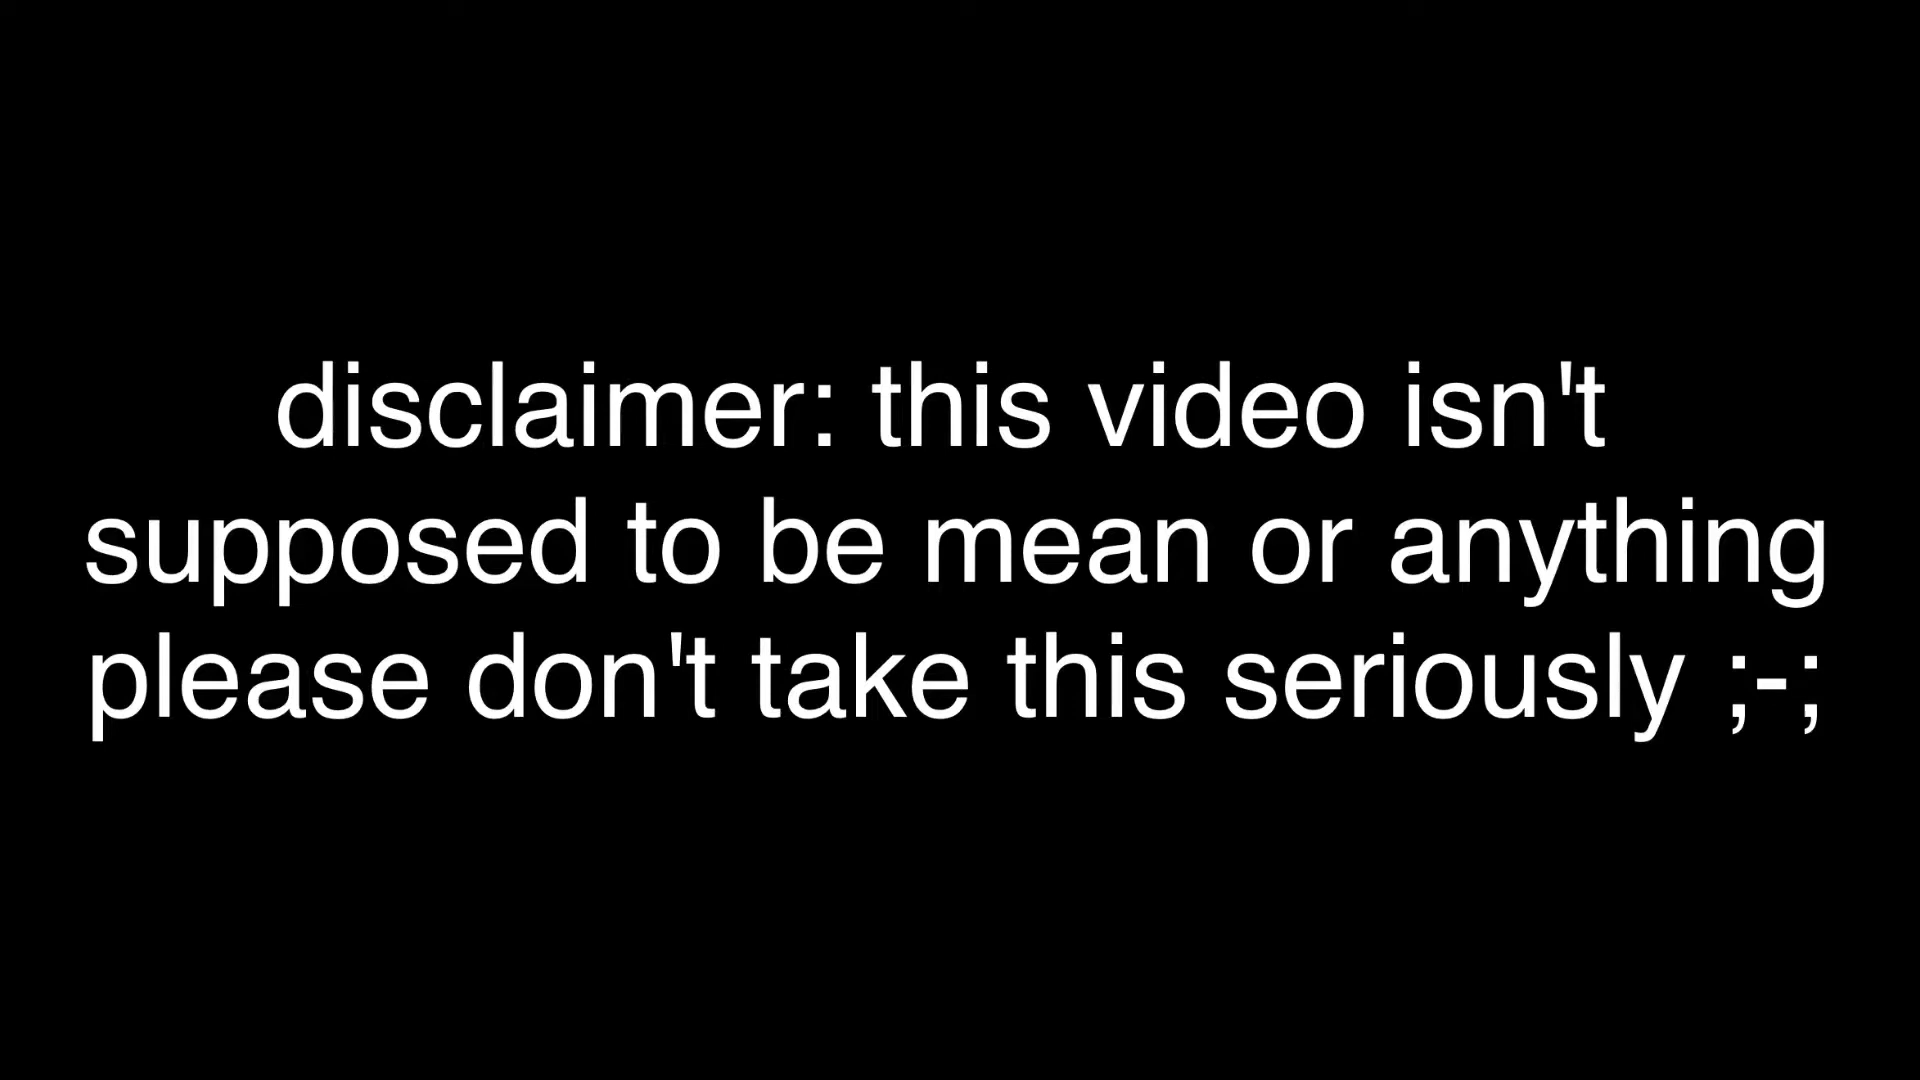 disclaimer: this video isn't
supposed to be mean or anything
please don't take this seriously ;-;